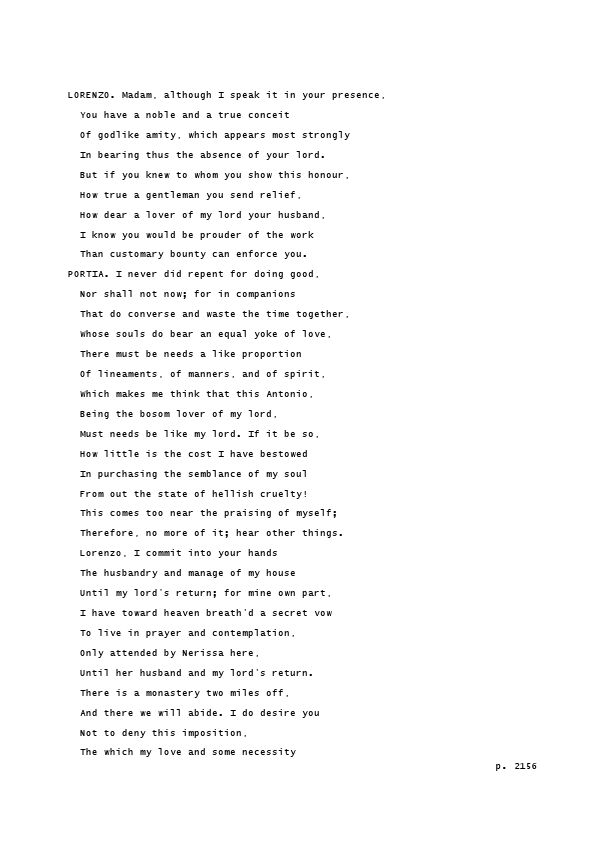 LORENZO. Madam, although I speak it in your presence,
You have a noble and a true conceit
Of godlike amity, which appears most strongly
In bearing thus the absence of your lord.
But if you knew to whom you show this honour,
How true a gentleman you send relief,
How dear a lover of my lord your husband,
I know you would be prouder of the work
Than customary bounty can enforce you.
PORTIA. I never did repent for doing good,
Nor shall not now; for in companions
That do converse and waste the time together,
Whose souls do bear an equal yoke of love,
There must be needs a like proportion
Of lineaments, of manners, and of spirit,
Which makes me think that this Antonio,
Being the bosom lover of my lord,
Must needs be like my lord. If it be so,
How little is the cost I have bestowed
In purchasing the semblance of my soul
From out the state of hellish cruelty!
This comes too near the praising of myself;
Therefore, no more of it; hear other things.
Lorenzo, I commit into your hands
The husbandry and manage of my house
Until my lord's return; for mine own part,
I have toward heaven breath'd a secret vow
To live in prayer and contemplation,
Only attended by Nerissa here,
Until her husband and my lord's return.
There is a monastery two miles off,
And there we will abide. I do desire you
Not to deny this imposition,
The which my love and some necessity
p. 2156